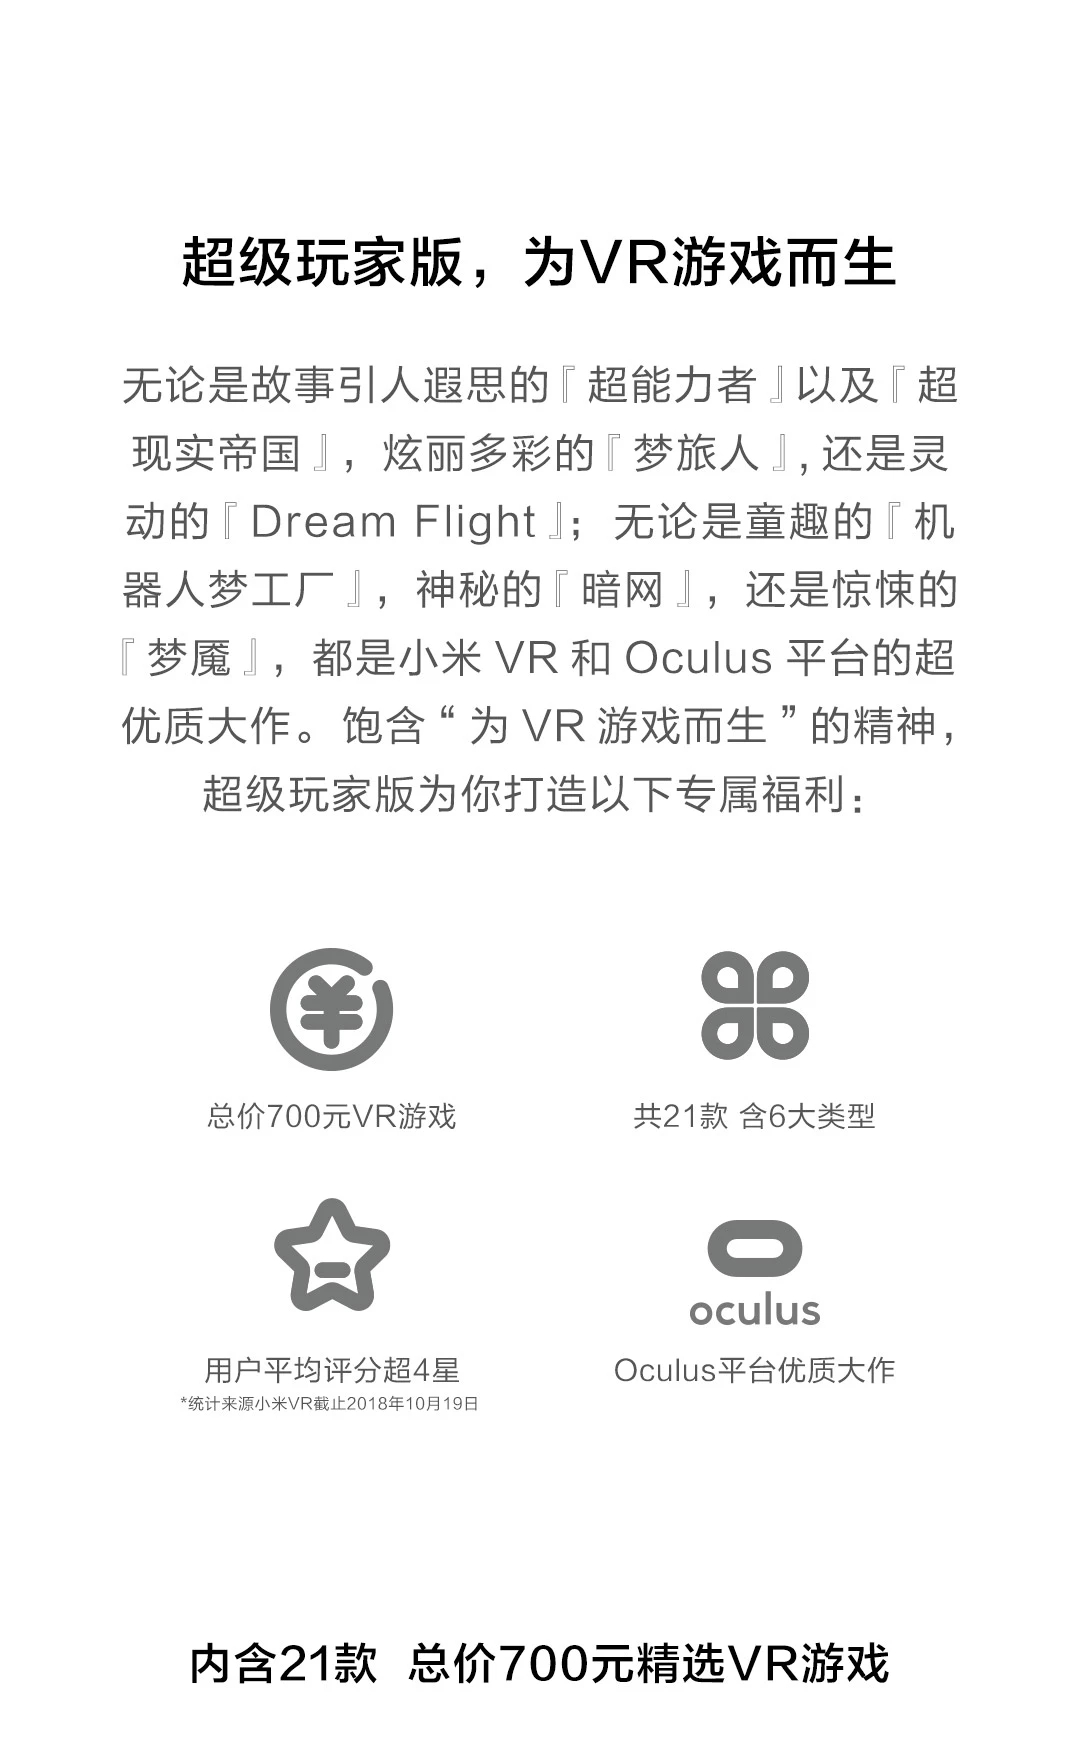 超级玩家版，为VR游戏而生
无论是故事引人遐思的『超能力者』以及『超
现实帝国』，炫丽多彩的『梦旅人』, 还是灵
动的『Dream Flight』；无论是童趣的『机
器人梦工厂』，神秘的『暗网』，还是惊悚的
『梦魇』，都是小米 VR 和 Oculus 平台的超
优质大作。饱含“为 VR 游戏而生”的精神，
超级玩家版为你打造以下专属福利：
总价700元VR游戏
共21款 含6大类型
用户平均评分超4星
*统计来源小米VR截止2018年10月19日
oculus
Oculus平台优质大作
内含21款 总价700元精选VR游戏